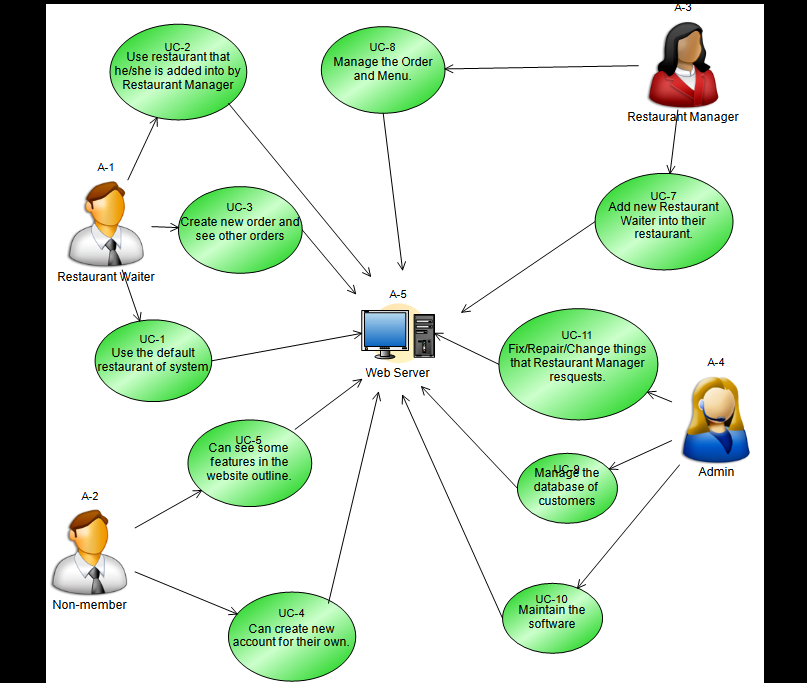 A-3
UC-2
Use restaurant that
he/she is added into by
Restaurant Manager
UC-8
Manage the Order
and Menu.
Restaurant Manager
A-1
Restaurant Waiter
UC-3
Create new order and
see other orders
UC-7
Add new Restaurant
Waiter into their
restaurant.
A-5
Web Server
UC-1
Use the default
restaurant of system
UC-11
Fix/Repair/Change things
that Restaurant Manager
resquests.
A-4
Admin
UC-5
Can see some
features in the
website outline.
UC-9
Manage the
database of
customers
A-2
Non-member
UC-4
Can create new
account for their own.
UC-10
Maintain the
software